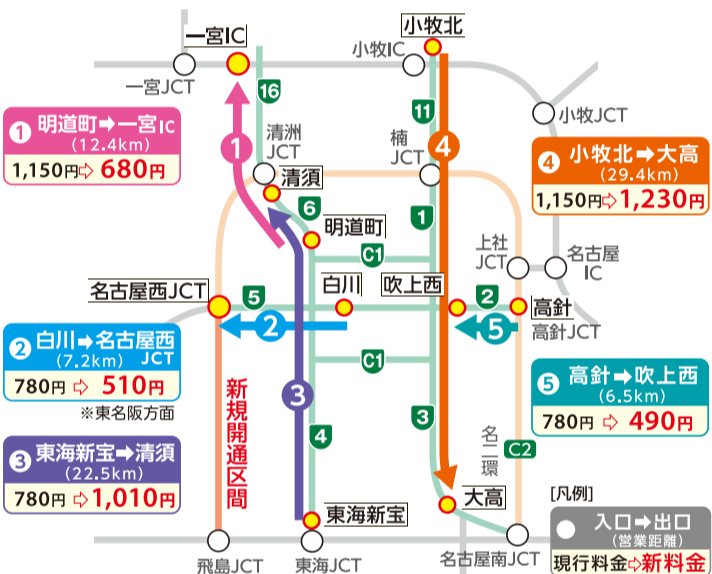 一宮IC
小牧北
小牧IC
一宮JCT
16
11
小牧JCT
❶ 明道町➡一宮IC
(12.4km)
1,150円⇨680円
清洲
JCT
1
楠
JCT
4
❹ 小牧北➡大高
(29.4km)
1,150円⇨1,230円
清須
6
1
明道町
C1
上社
JCT
名古屋
IC
名古屋西JCT
白川
吹上西
5
2
高針
2
5
高針JCT
❷ 白川➡名古屋西
(7.2km) JCT
780円⇨510円
※東名阪方面
C1
❺ 高針➡吹上西
(6.5km)
780円⇨490円
新規開通区間
3
3
4
名二環
C2
❸ 東海新宝➡清須
(22.5km)
780円⇨1,010円
東海新宝
大高
[凡例]
● 入口➡出口
(営業距離)
現行料金⇨新料金
飛島JCT
東海JCT
名古屋南JCT